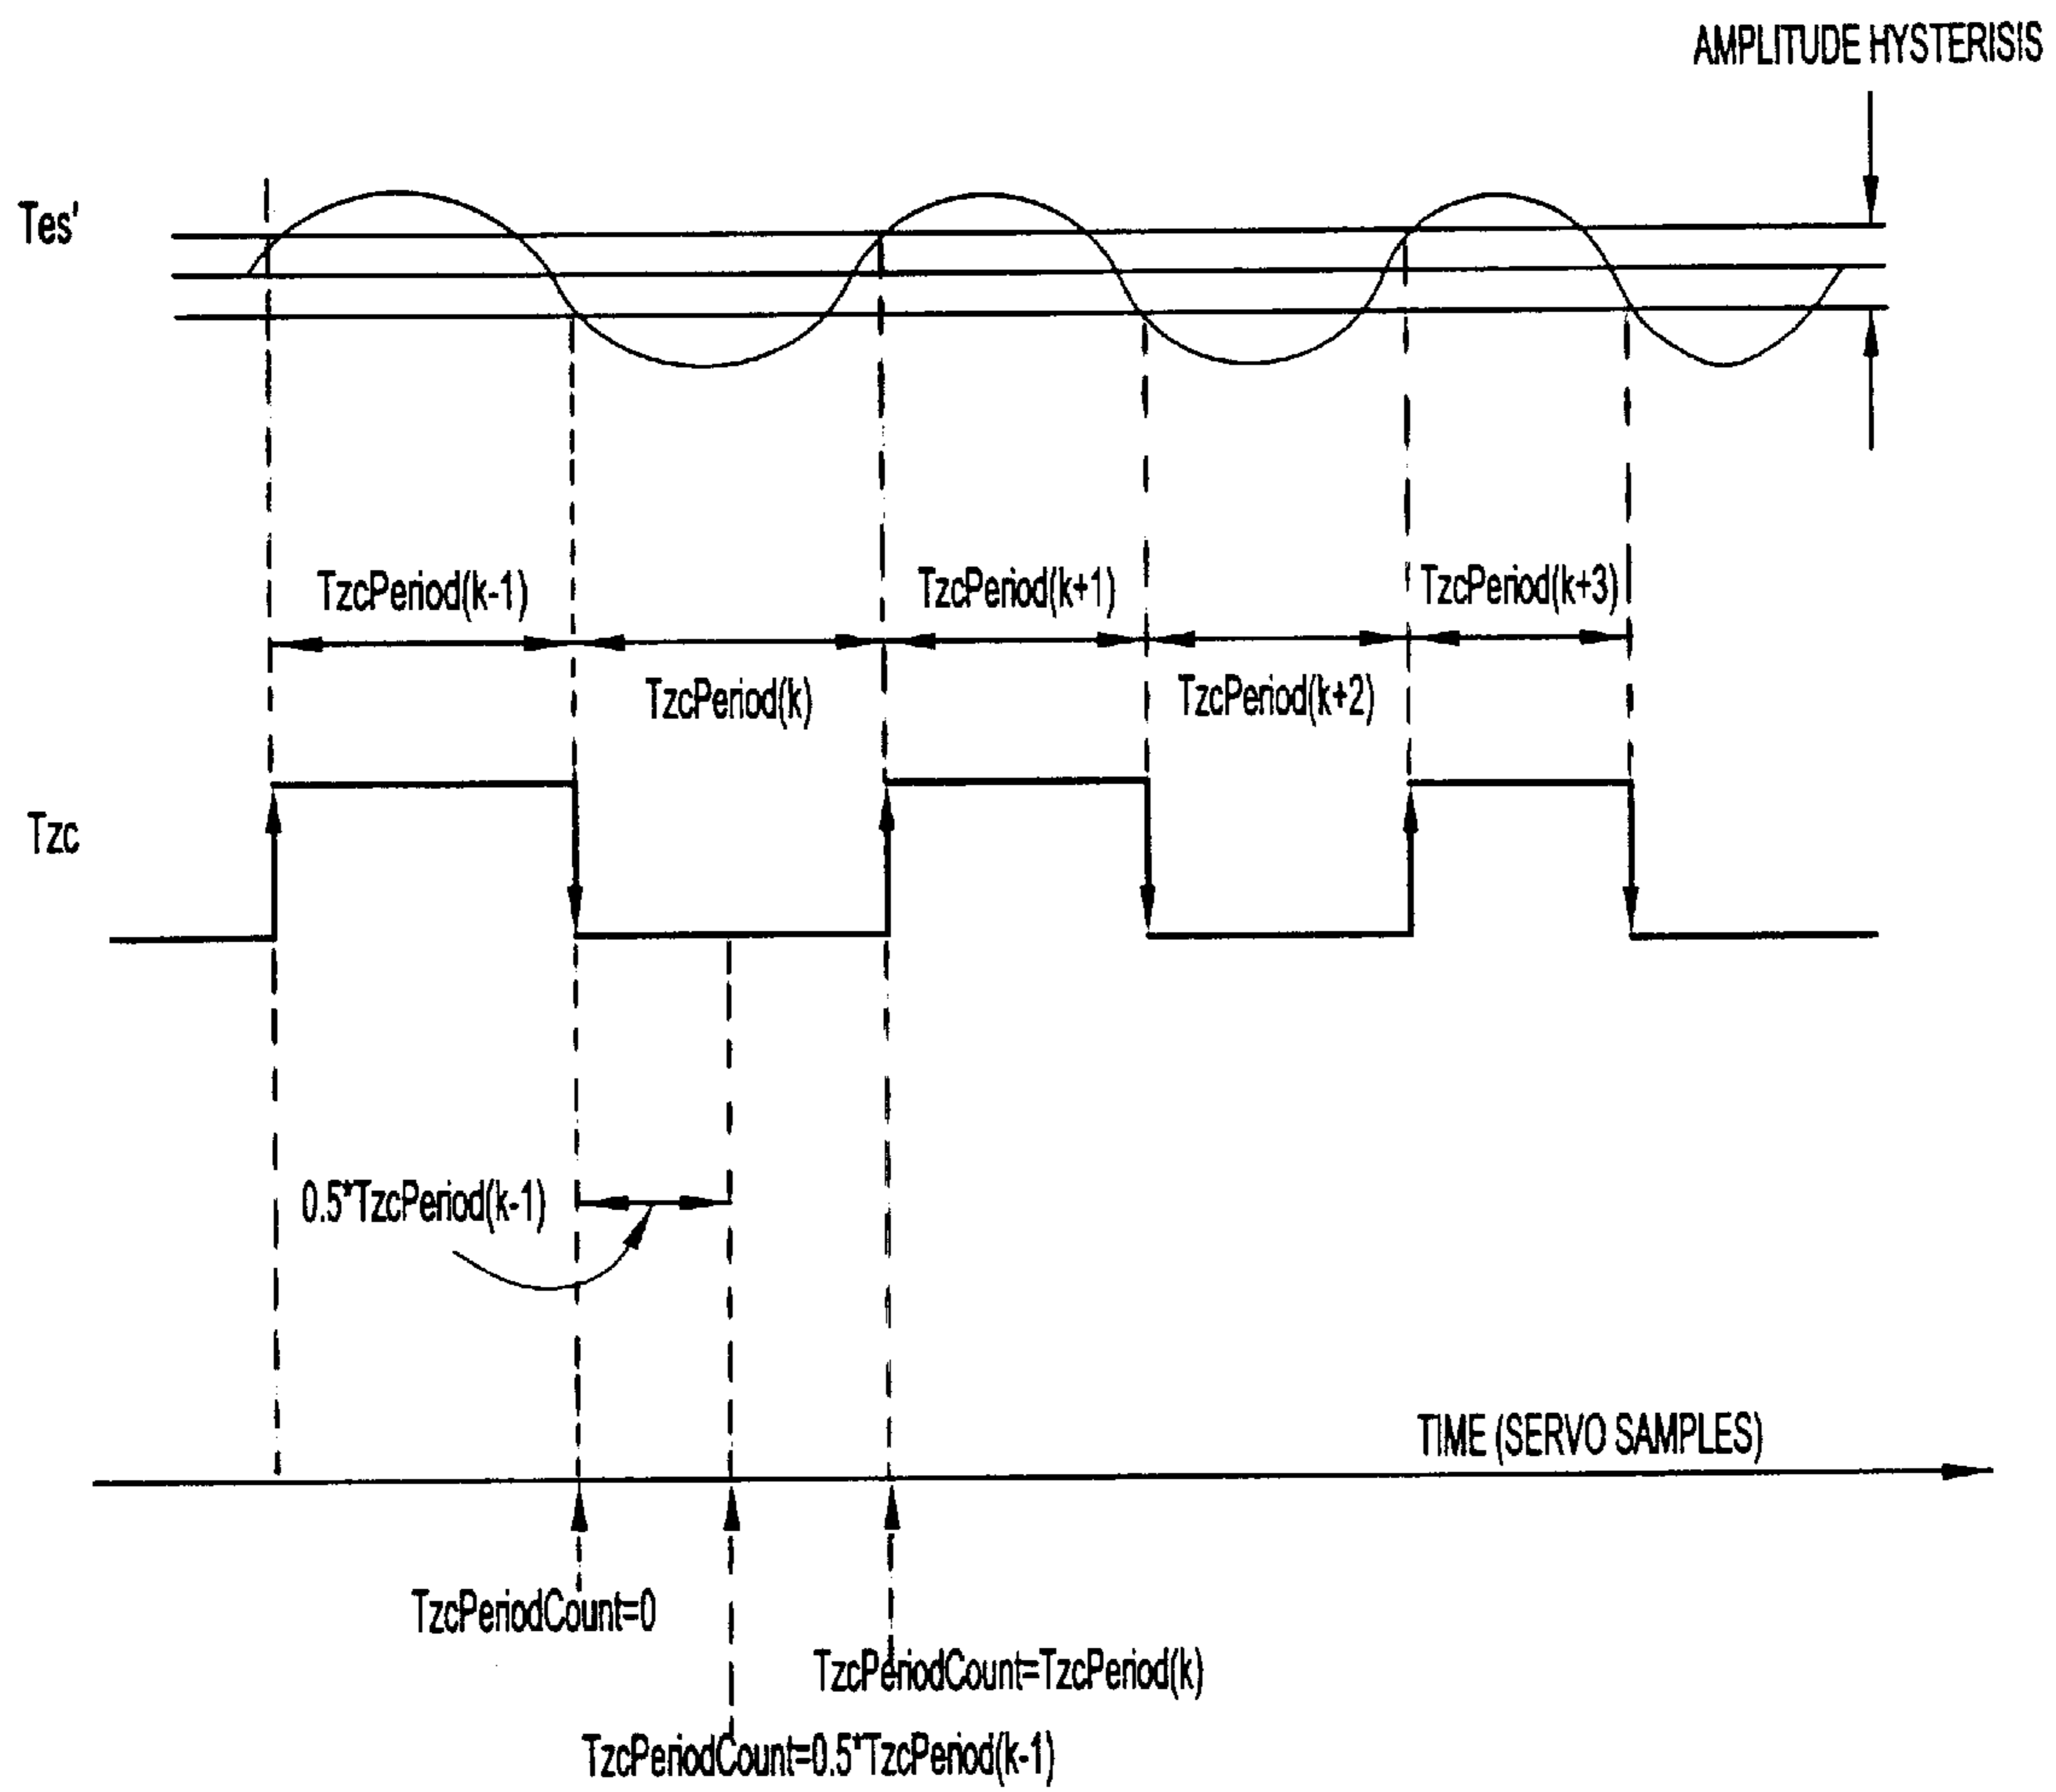 AMPLITUDE HYSTERISIS
Tes'
TzcPeriod(k-1)
TzcPeriod(k+1)
TzcPeriod(k+3)
TzcPeriod(k)
TzcPeriod(k+2)
Tzc
0.5*TzcPeriod(k-1)
TIME (SERVO SAMPLES)
TzcPeriodCount=0
TzcPeriodCount=TzcPeriod(k)
TzcPeriodCount=0.5*TzcPeriod(k-1)